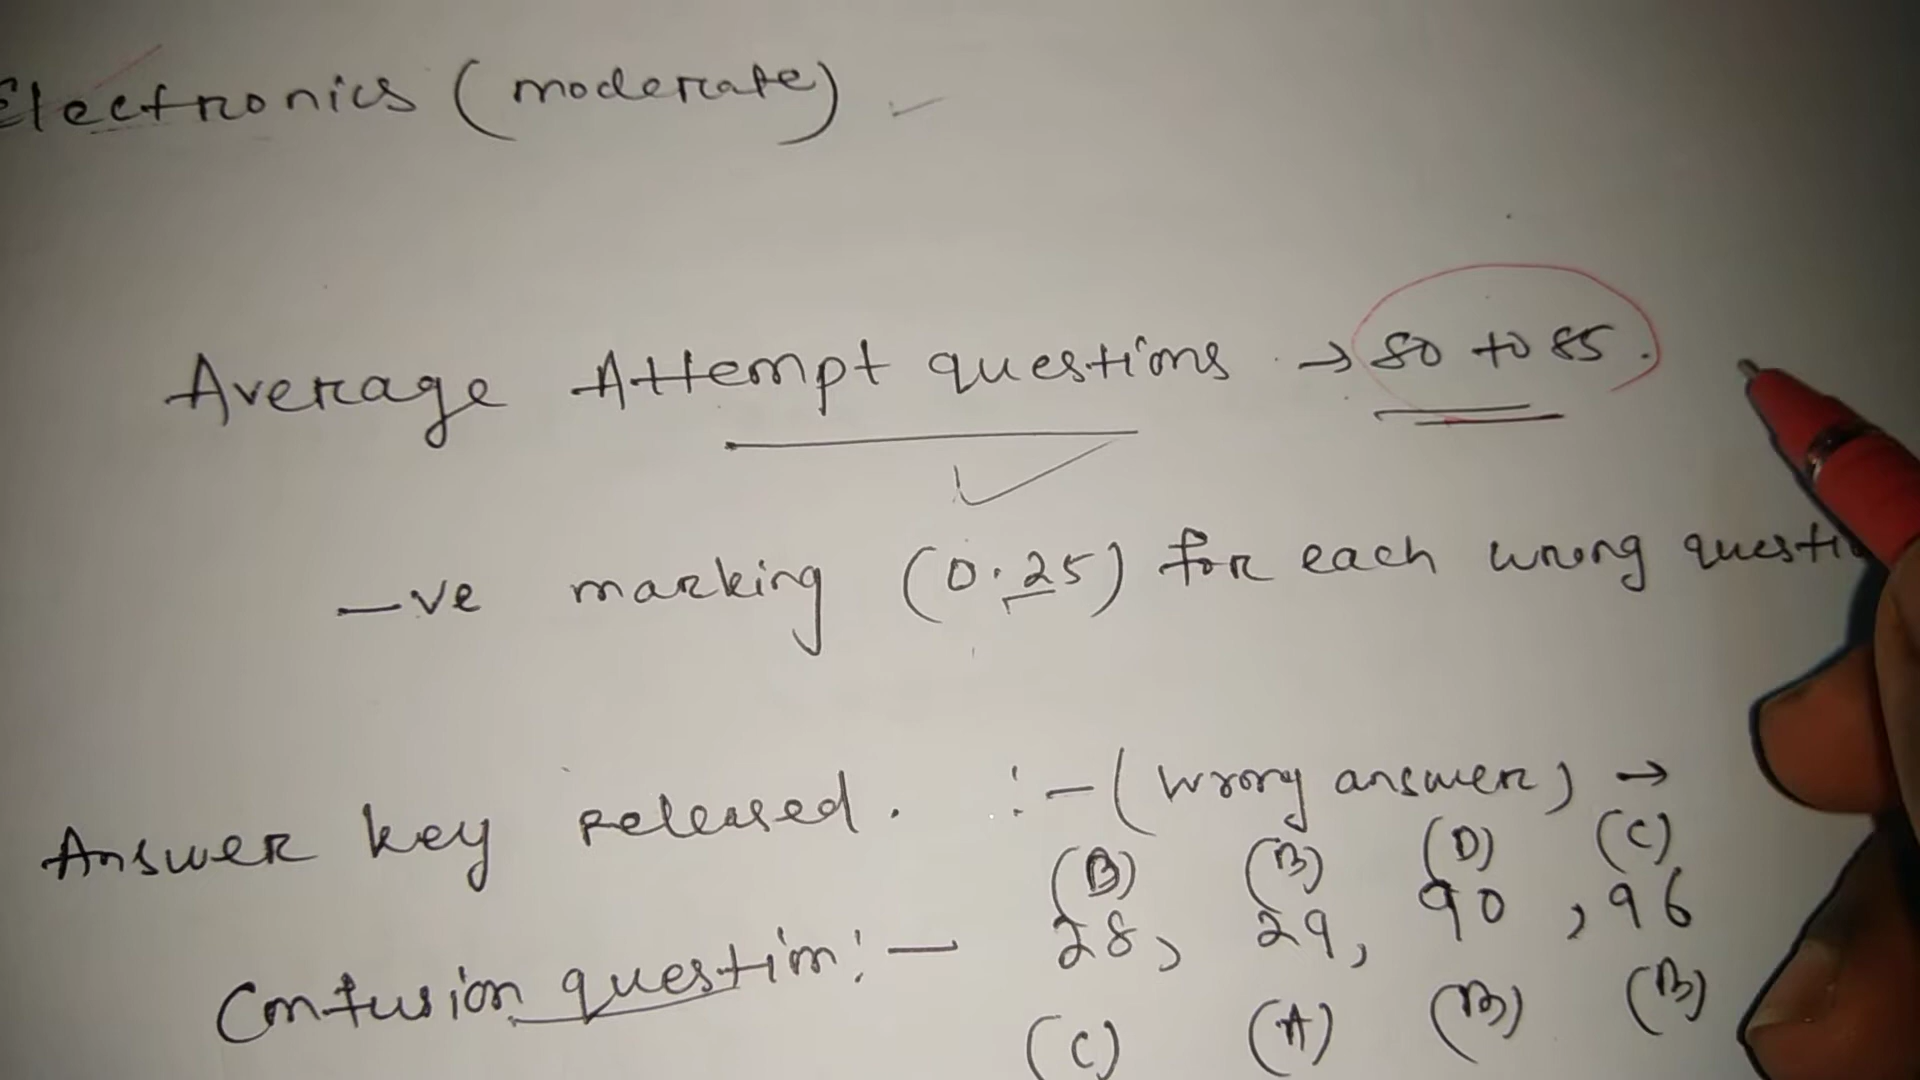 Electronics (moderate)
Average Attempt questions → 80 to 85.
-ve marking (0.25) for each wrong questi
Answer key released. :- (wrong answer) →
(B) (B) (D) (C)
Confusion question:- 28, 29, 90, 96
(C) (A) (B) (B)